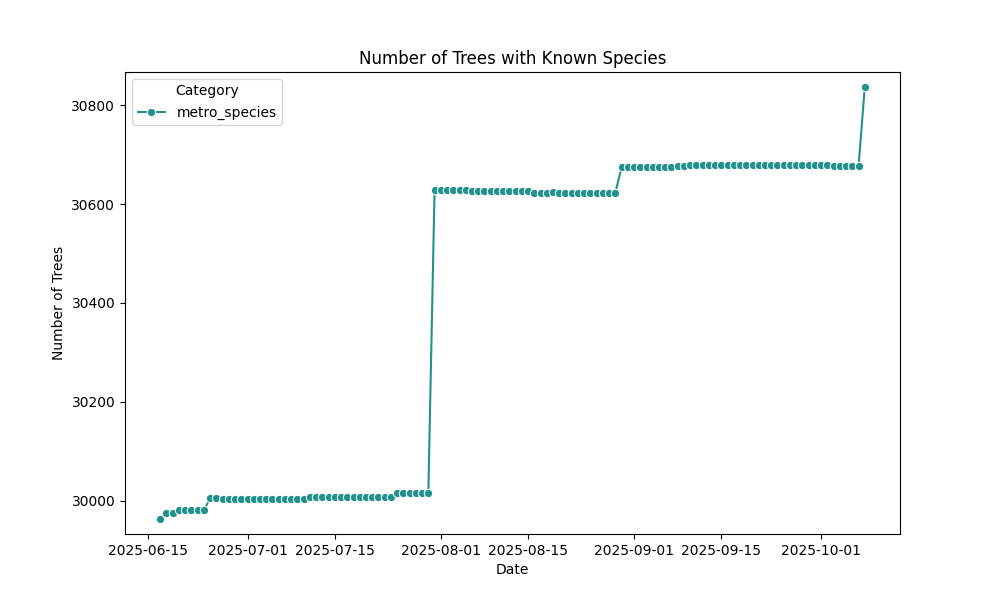 Number of Trees with Known Species
Category
metro_species
Number of Trees
30800
30600
30400
30200
30000
2025-06-15 2025-07-01 2025-07-15 2025-08-01 2025-08-15 2025-09-01 2025-09-15 2025-10-01
Date